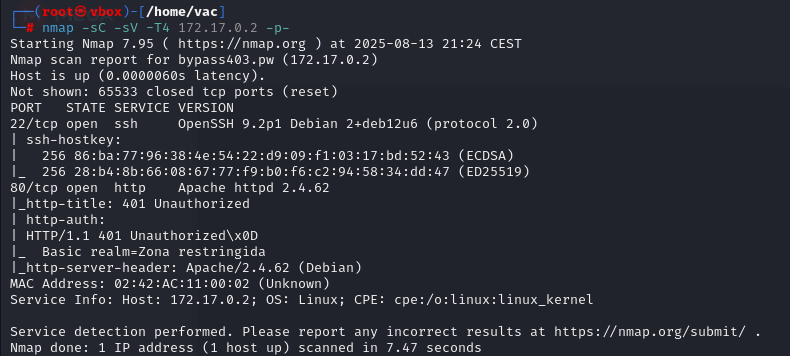 ┌──(root㉿vbox)-[/home/vac]
└─# nmap -sC -sV -T4 172.17.0.2 -p-
Starting Nmap 7.95 ( https://nmap.org ) at 2025-08-13 21:24 CEST
Nmap scan report for bypass403.pw (172.17.0.2)
Host is up (0.0000060s latency).
Not shown: 65533 closed tcp ports (reset)
PORT   STATE SERVICE VERSION
22/tcp open  ssh     OpenSSH 9.2p1 Debian 2+deb12u6 (protocol 2.0)
| ssh-hostkey:
|   256 86:ba:77:96:38:4e:54:22:d9:09:f1:03:17:bd:52:43 (ECDSA)
|_  256 28:b4:8b:66:08:67:77:f9:b0:f6:c2:94:58:34:dd:47 (ED25519)
80/tcp open  http    Apache httpd 2.4.62
|_http-title: 401 Unauthorized
| http-auth:
| HTTP/1.1 401 Unauthorized\x0D
|_  Basic realm=Zona restringida
|_http-server-header: Apache/2.4.62 (Debian)
MAC Address: 02:42:AC:11:00:02 (Unknown)
Service Info: Host: 172.17.0.2; OS: Linux; CPE: cpe:/o:linux:linux_kernel

Service detection performed. Please report any incorrect results at https://nmap.org/submit/ .
Nmap done: 1 IP address (1 host up) scanned in 7.47 seconds